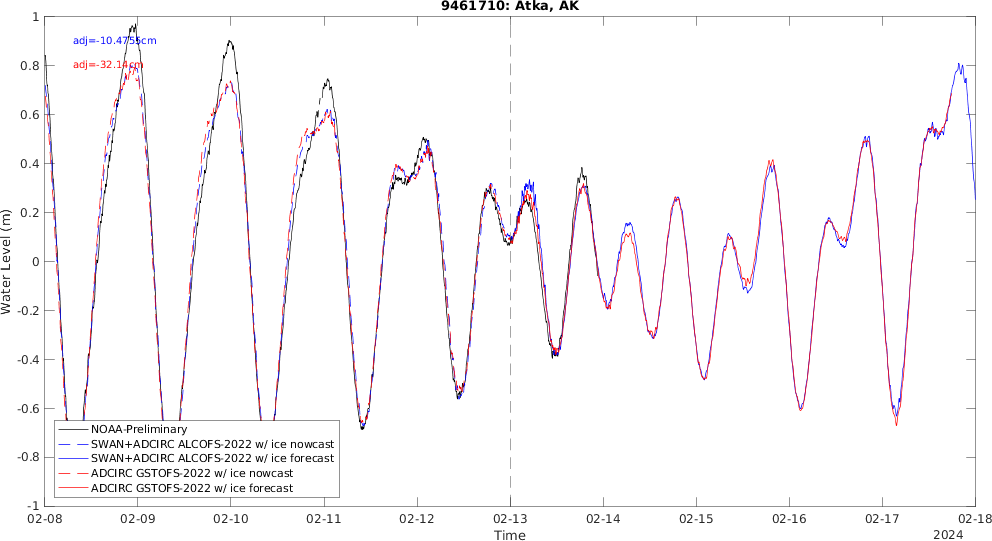 9461710: Atka, AK
adj=-10.4755cm
adj=-32.14cm
Water Level (m)
1
0.8
0.6
0.4
0.2
0
-0.2
-0.4
-0.6
-0.8
-1
NOAA-Preliminary
SWAN+ADCIRC ALCOFS-2022 w/ ice nowcast
SWAN+ADCIRC ALCOFS-2022 w/ ice forecast
ADCIRC GSTOFS-2022 w/ ice nowcast
ADCIRC GSTOFS-2022 w/ ice forecast
02-08 02-09 02-10 02-11 02-12 02-13 02-14 02-15 02-16 02-17 02-18
Time
2024